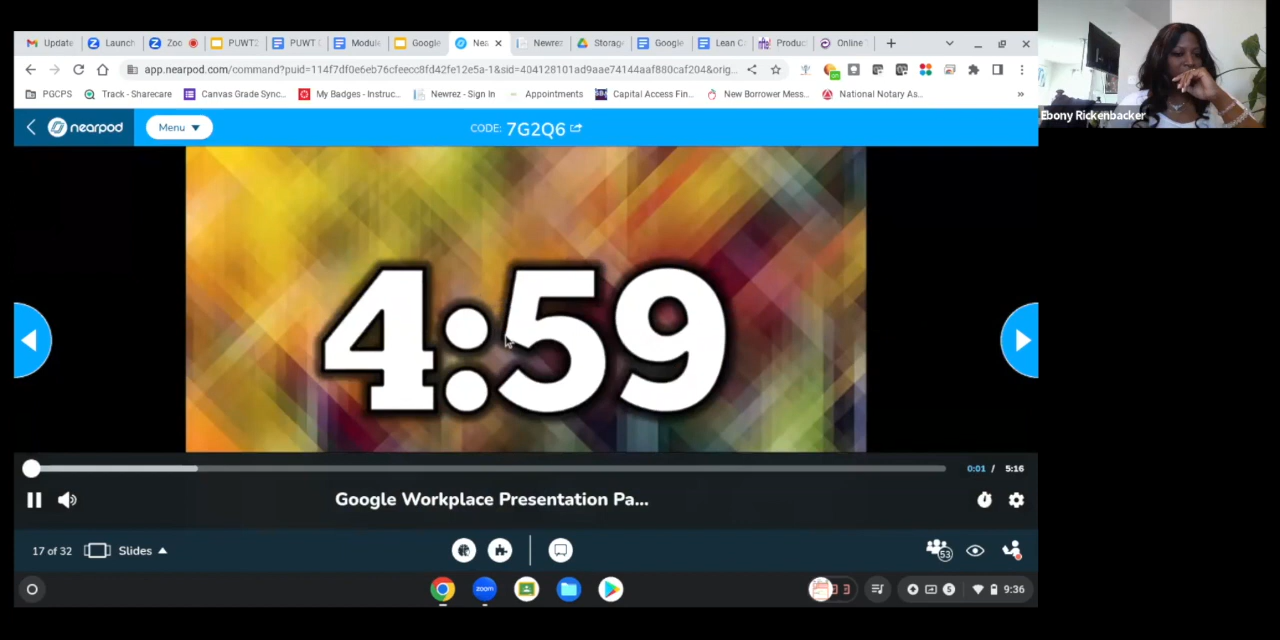 Update
Launch
Zoo
PUWT2
PUWT
Module
Google
Nea
Newrez
Storage
Google
Lean C
Produc
Online
app.nearpod.com/command?puid=114f7df0e6eb76cfeecc8fd42fe12e5a-1&sid=404128101ad9aae74144aaf880caf204&orig...
PGCPS
Track - Sharecare
Canvas Grade Sync...
My Badges - Instruc...
Newrez - Sign In
Appointments
Capital Access Fin...
New Borrower Mess...
National Notary As...
Ebony Rickenbacker
nearpod
Menu
CODE: 7G2Q6
4:59
0:01 / 5:16
Google Workplace Presentation Pa...
17 of 32
Slides
53
zoom
9:36